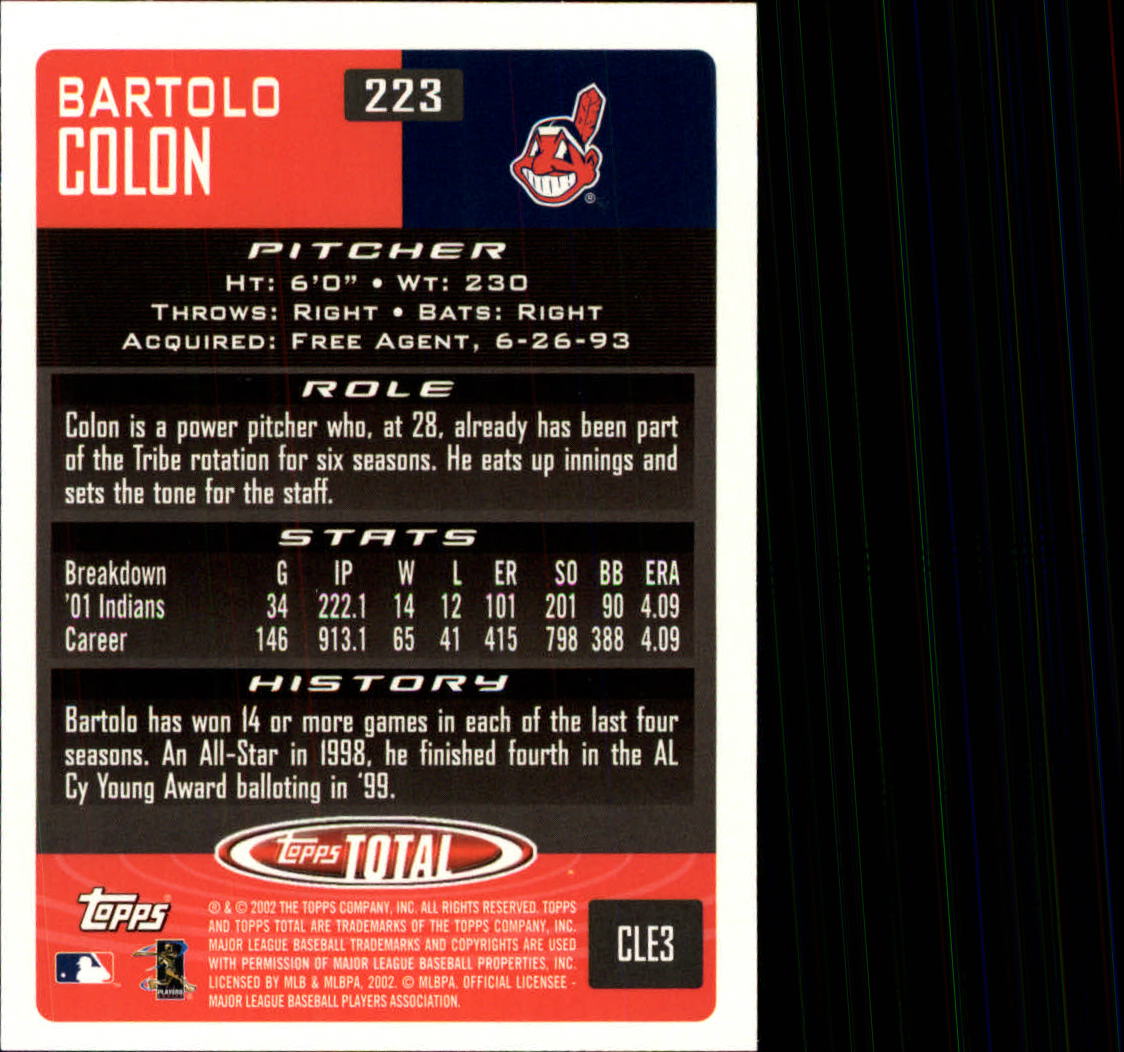 BARTOLO
COLON
223
®
PITCHER
HT: 6'0" • WT: 230
THROWS: RIGHT • BATS: RIGHT
ACQUIRED: FREE AGENT, 6-26-93
ROLE
Colon is a power pitcher who, at 28, already has been part
of the Tribe rotation for six seasons. He eats up innings and
sets the tone for the staff.
STATS
Breakdown G IP W L ER SO BB ERA
'01 Indians 34 222.1 14 12 101 201 90 4.09
Career 146 913.1 65 41 415 798 388 4.09
HISTORY
Bartolo has won 14 or more games in each of the last four
seasons. An All-Star in 1998, he finished fourth in the AL
Cy Young Award balloting in '99.
Topps TOTAL
Topps
® & © 2002 THE TOPPS COMPANY, INC. ALL RIGHTS RESERVED. TOPPS
AND TOPPS TOTAL ARE TRADEMARKS OF THE TOPPS COMPANY, INC.
MAJOR LEAGUE BASEBALL TRADEMARKS AND COPYRIGHTS ARE USED
WITH PERMISSION OF MAJOR LEAGUE BASEBALL PROPERTIES, INC.
LICENSED BY MLB & MLBPA, 2002. © MLBPA. OFFICIAL LICENSEE -
MAJOR LEAGUE BASEBALL PLAYERS ASSOCIATION.
PLAYERS
CLE3